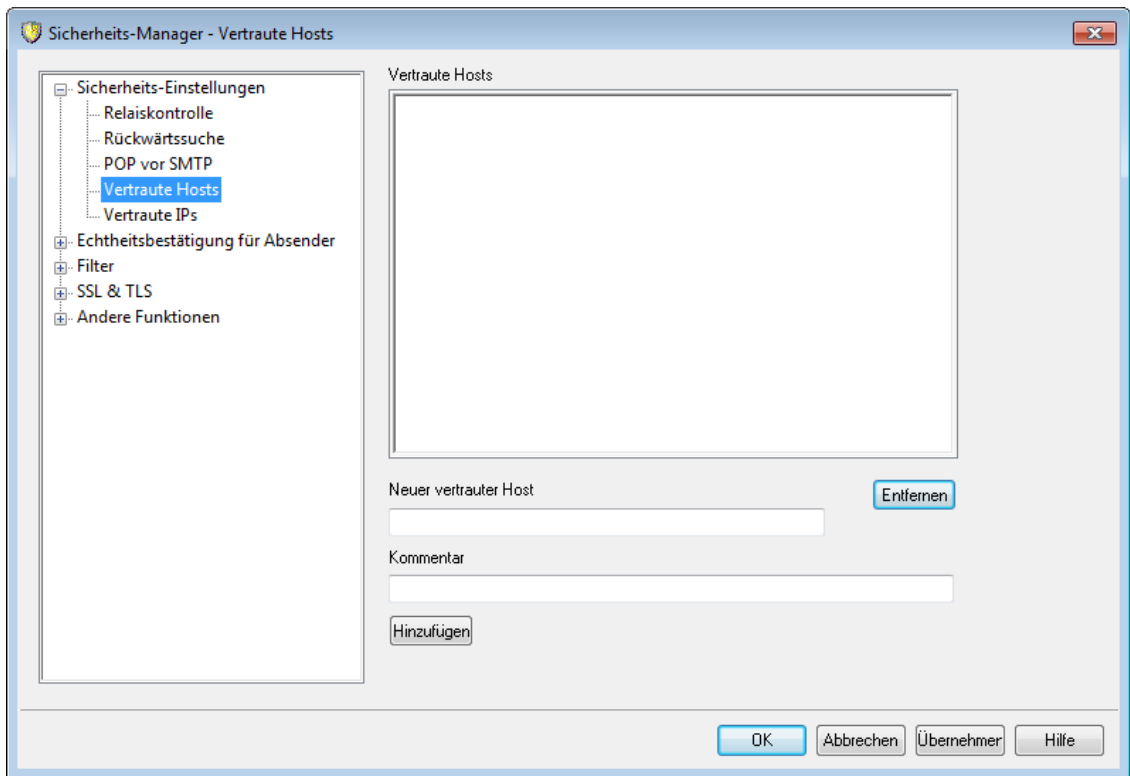 Sicherheits-Manager - Vertraute Hosts
Sicherheits-Einstellungen
Relaiskontrolle
Rückwärtssuche
POP vor SMTP
Vertraute Hosts
Vertraute IPs
Echtheitsbestätigung für Absender
Filter
SSL & TLS
Andere Funktionen
Vertraute Hosts
Neuer vertrauter Host
Entfernen
Kommentar
Hinzufügen
OK
Abbrechen
Übernehmer
Hilfe